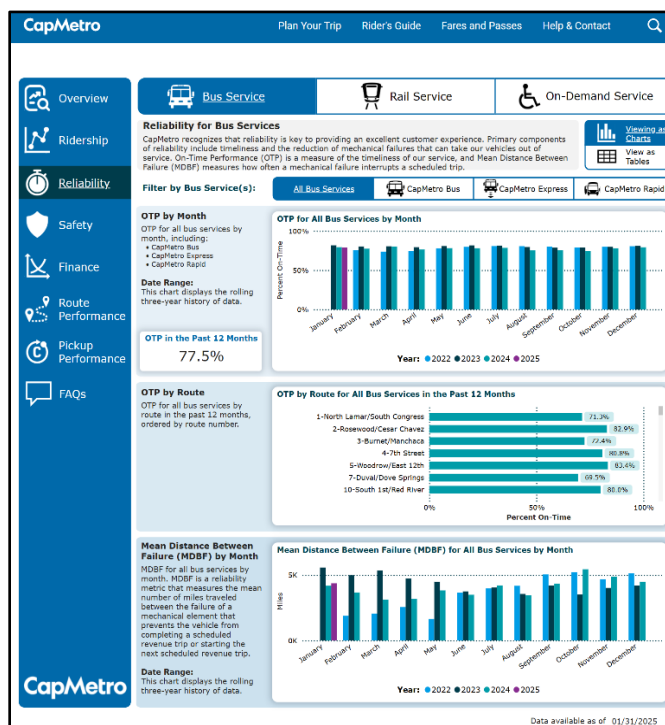 CapMetro
Plan Your Trip
Rider's Guide
Fares and Passes
Help & Contact
Overview
Ridership
Reliability
Safety
Finance
Route
Performance
Pickup
Performance
FAQs
CapMetro
Bus Service
Rail Service
On-Demand Service
Reliability for Bus Services
CapMetro recognizes that reliability is key to providing an excellent customer experience. Primary components
of reliability include timeliness and the reduction of mechanical failures that can take our vehicles out of
service. On-Time Performance (OTP) is a measure of the timeliness of our service, and Mean Distance Between
Failure (MDBF) measures how often a mechanical failure interrupts a scheduled trip.
Viewing as
Charts
View as
Tables
Filter by Bus Service(s):
All Bus Services
CapMetro Bus
CapMetro Express
CapMetro Rapid
OTP by Month
OTP for all bus services by
month, including:
• CapMetro Bus
• CapMetro Express
• CapMetro Rapid
Date Range:
This chart displays the rolling
three-year history of data.
OTP in the Past 12 Months
77.5%
OTP for All Bus Services by Month
Percent On-Time
100%
50%
0%
January
February
March
April
May
June
July
August
September
October
November
December
Year: 2022 2023 2024 2025
OTP by Route
OTP for all bus services by
route in the past 12 months,
ordered by route number.
OTP by Route for All Bus Services in the Past 12 Months
1-North Lamar/South Congress 71.3%
2-Rosewood/Cesar Chavez 82.9%
3-Burnet/Manchaca 72.4%
4-7th Street 80.8%
5-Woodrow/East 12th 83.4%
7-Duval/Dove Springs 69.5%
10-South 1st/Red River 80.0%
0%
50%
100%
Percent On-Time
Mean Distance Between
Failure (MDBF) by Month
MDBF for all bus services by
month. MDBF is a reliability
metric that measures the mean
number of miles traveled
between the failure of a
mechanical element that
prevents the vehicle from
completing a scheduled
revenue trip or starting the
next scheduled revenue trip.
Date Range:
This chart displays the rolling
three-year history of data.
Mean Distance Between Failure (MDBF) for All Bus Services by Month
Miles
5K
0K
January
February
March
April
May
June
July
August
September
October
November
December
Year: 2022 2023 2024 2025
Data available as of 01/31/2025